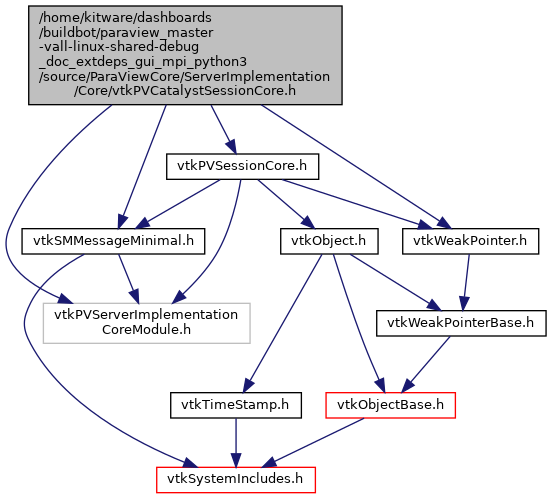 /home/kitware/dashboards
/buildbot/paraview_master
-vall-linux-shared-debug
_doc_extdeps_gui_mpi_python3
/source/ParaViewCore/ServerImplementation
/Core/vtkPVCatalystSessionCore.h
vtkPVSessionCore.h
vtkSMMessageMinimal.h
vtkObject.h
vtkWeakPointer.h
vtkPVServerImplementation
CoreModule.h
vtkWeakPointerBase.h
vtkTimeStamp.h
vtkObjectBase.h
vtkSystemIncludes.h